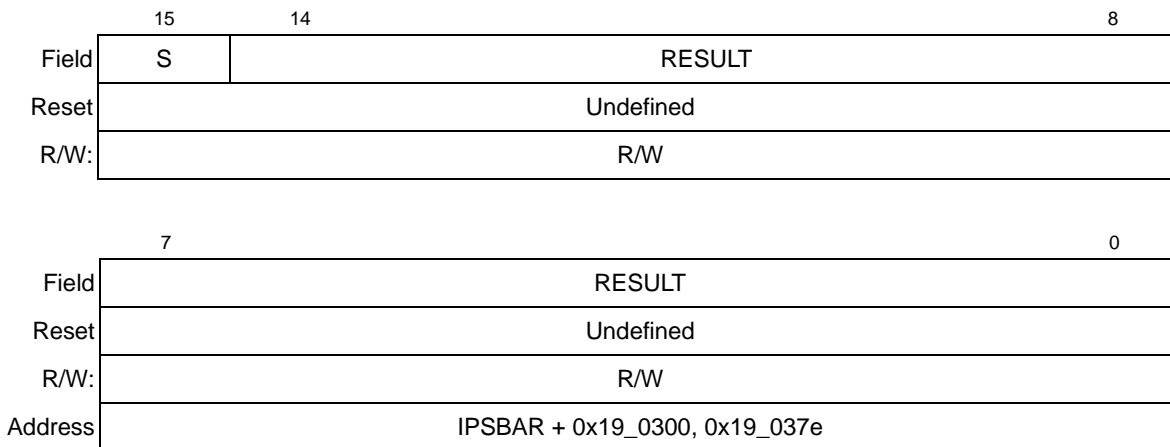 15 14 8
Field S RESULT
Reset Undefined
R/W: R/W
7 0
Field RESULT
Reset Undefined
R/W: R/W
Address IPSBAR + 0x19_0300, 0x19_037e